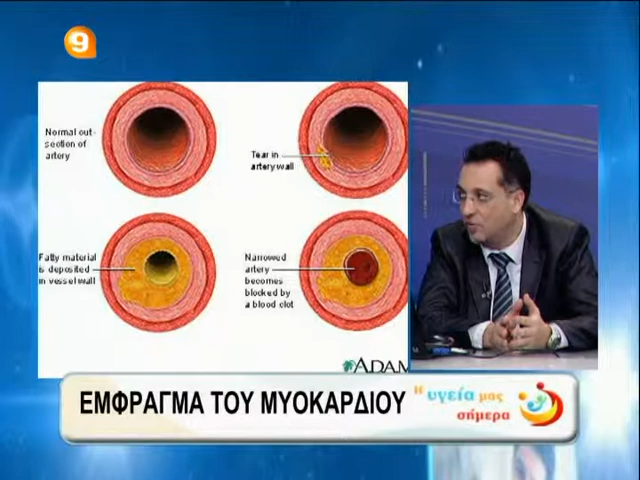 9
Normal cut-
section of
artery
Tear in
artery wall
Fatty material
is deposited
in vessel wall
Narrowed
artery
becomes
blocked by
a blood clot
ADAM
ΕΜΦΡΑΓΜΑ ΤΟΥ ΜΥΟΚΑΡΔΙΟΥ
Η υγεία μας
σήμερα